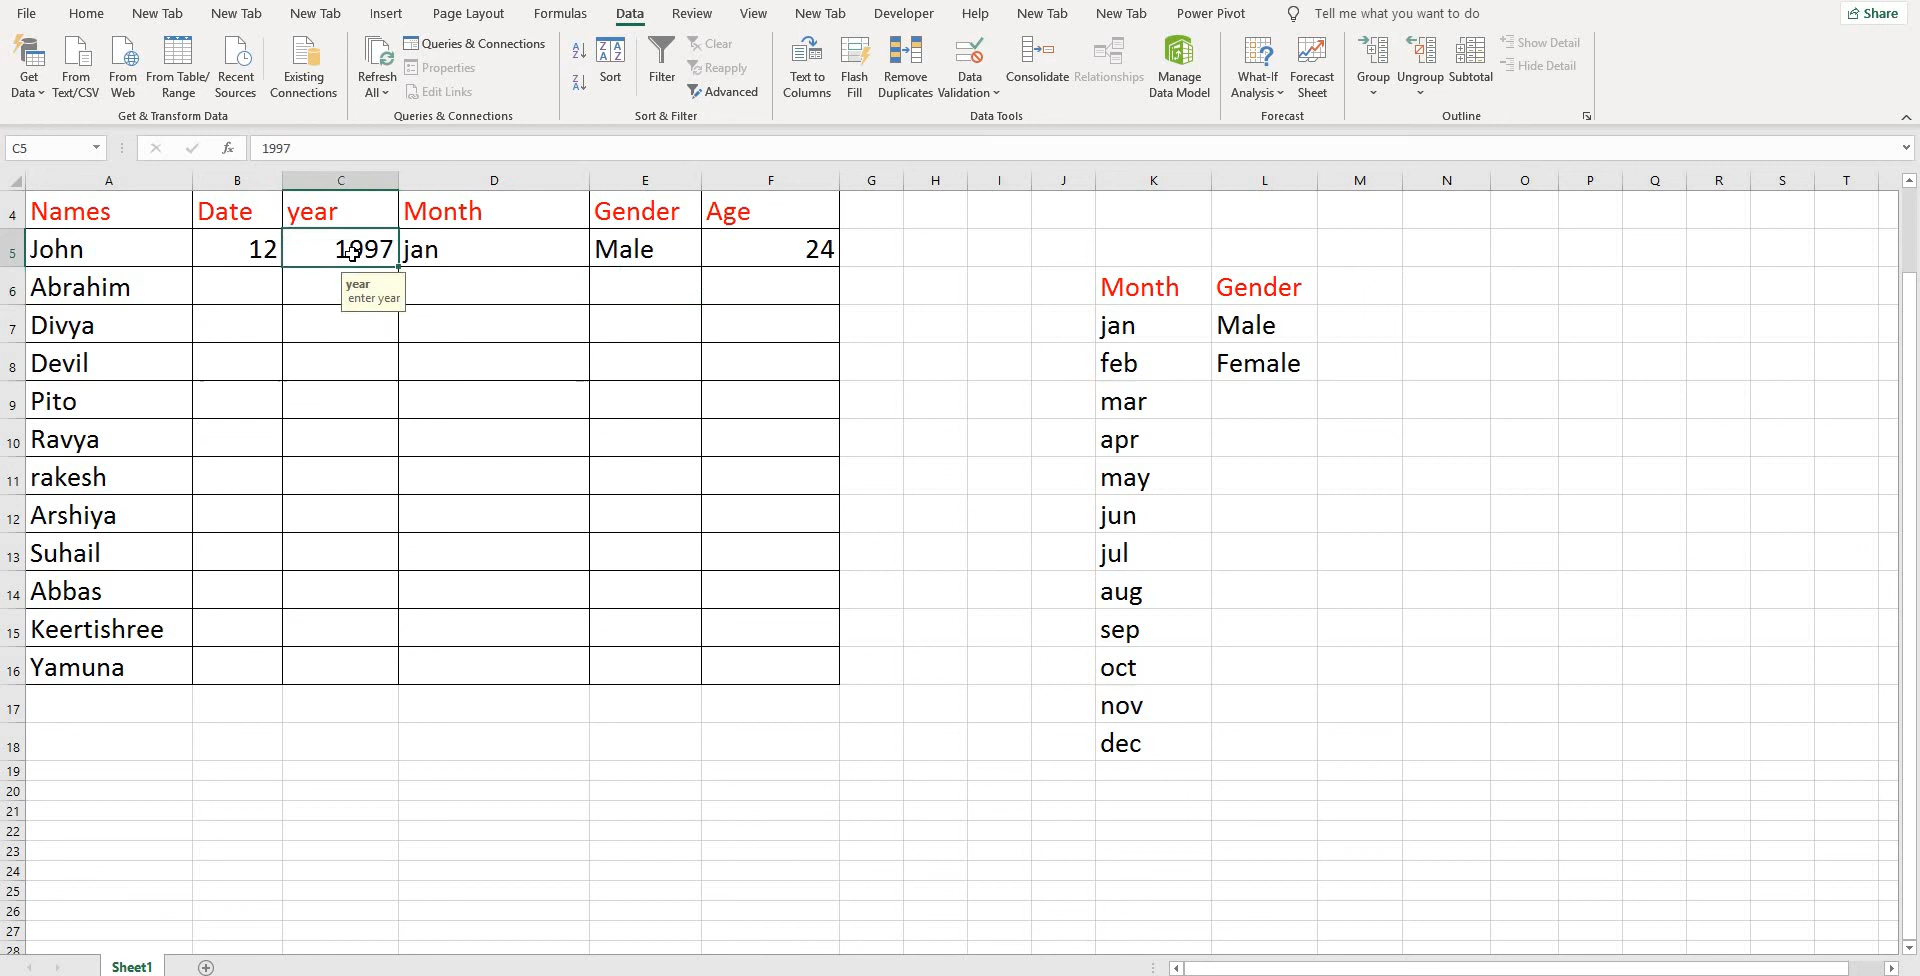 File Home New Tab New Tab New Tab Insert Page Layout Formulas Data Review View New Tab Developer Help New Tab New Tab Power Pivot Tell me what you want to do Share
Get Data From Text/CSV From Web From Table/Range Recent Sources Existing Connections
Get & Transform Data
Refresh All Queries & Connections Properties Edit Links
Queries & Connections
Sort Filter Clear Reapply Advanced
Sort & Filter
Text to Columns Flash Fill Remove Duplicates Data Validation Consolidate Relationships Manage Data Model
Data Tools
What-If Analysis Forecast Sheet
Forecast
Group Ungroup Subtotal Show Detail Hide Detail
Outline
C5 fx 1997
A B C D E F G H I J K L M N O P Q R S T
4 Names Date year Month Gender Age
5 John 12 1997 jan Male 24
6 Abrahim Month Gender
year
enter year
7 Divya jan Male
8 Devil feb Female
9 Pito mar
10 Ravya apr
11 rakesh may
12 Arshiya jun
13 Suhail jul
14 Abbas aug
15 Keertishree sep
16 Yamuna oct
17 nov
18 dec
19
20
21
22
23
24
25
26
27
28
Sheet1